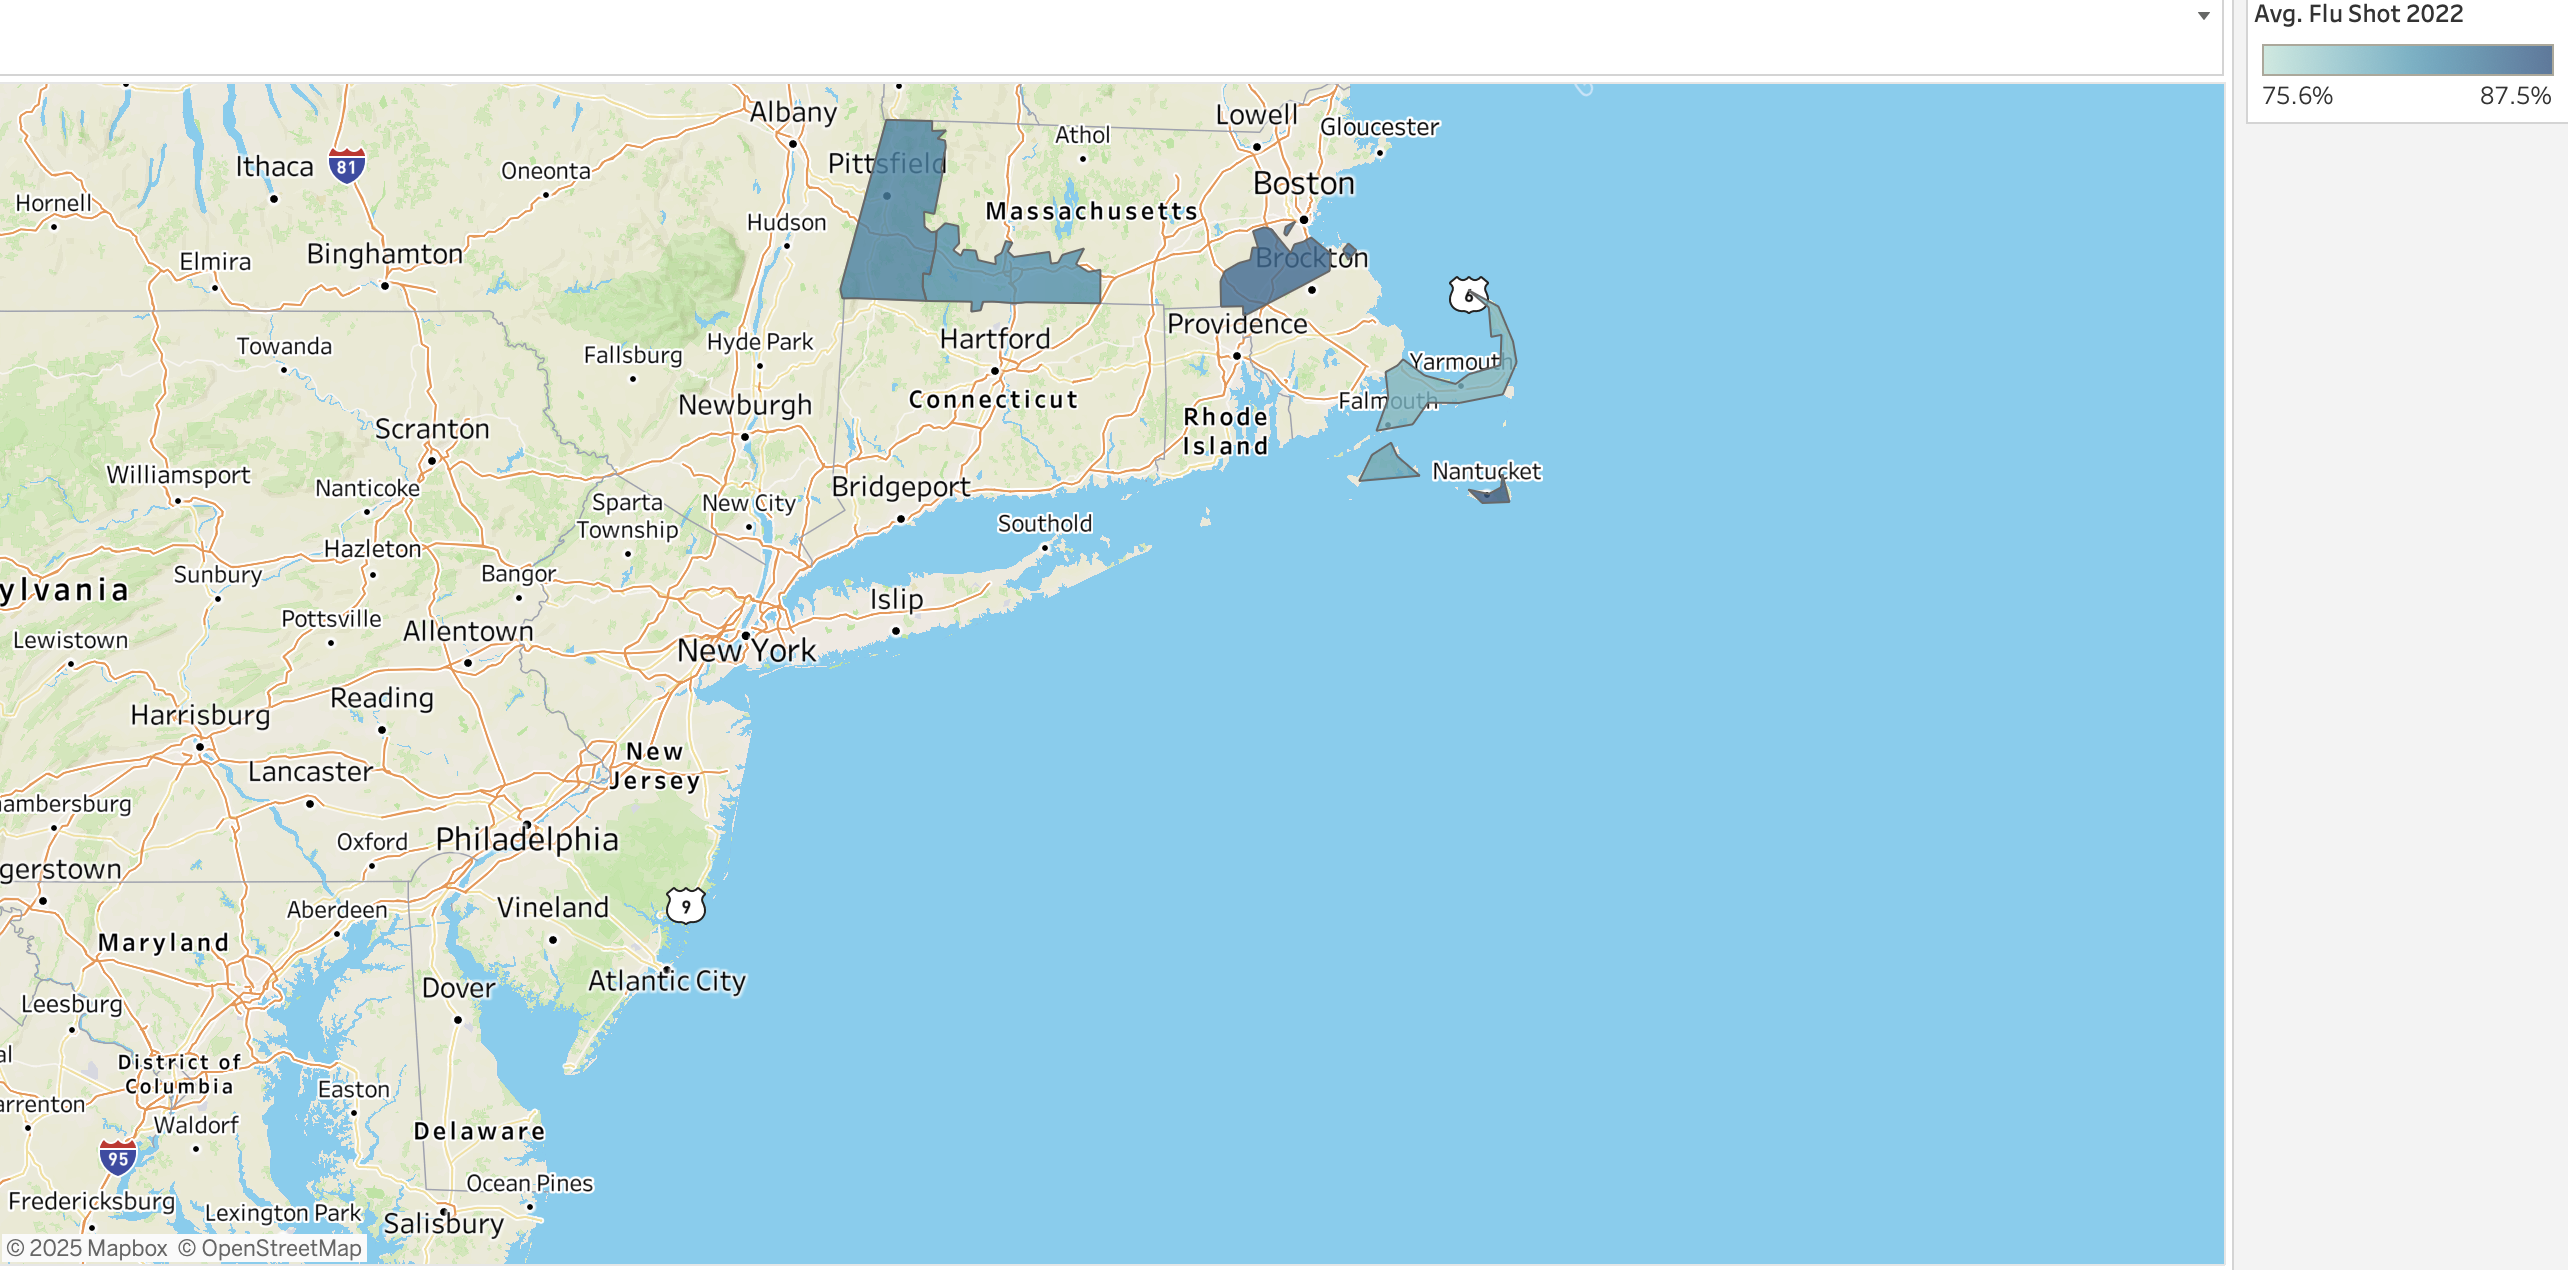 Avg. Flu Shot 2022
75.6% 87.5%
Albany
Lowell
Gloucester
Athol
Pittsfield
Ithaca
81
Oneonta
Boston
Hornell
Massachusetts
Hudson
Binghamton
Elmira
Brockton
6
Providence
Hartford
Towanda
Fallsburg
Hyde Park
Yarmouth
Connecticut
Falmouth
Newburgh
Rhode
Island
Scranton
Williamsport
Nanticoke
Nantucket
Bridgeport
Sparta
Township
New City
Southold
Hazleton
Sunbury
Bangor
ylvania
Islip
Pottsville
Allentown
Lewistown
New York
Reading
Harrisburg
New
Jersey
Lancaster
ambersburg
Oxford
Philadelphia
gerstown
Aberdeen
Vineland
9
Maryland
Atlantic City
Dover
Leesburg
al
District of
Columbia
Easton
arrenton
Waldorf
Delaware
95
Ocean Pines
Fredericksburg
Lexington Park
Salisbury
© 2025 Mapbox © OpenStreetMap